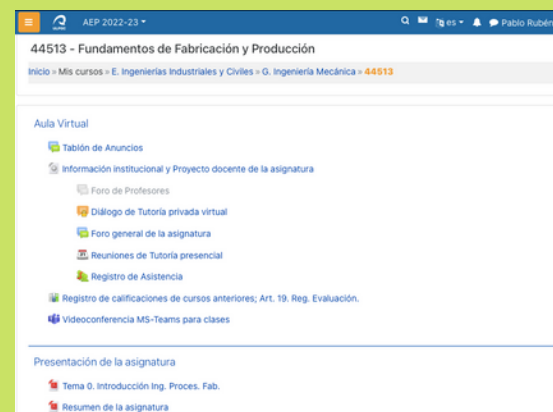 AEP 2022-23
es
Pablo Rubén
44513 - Fundamentos de Fabricación y Producción
Inicio » Mis cursos » E. Ingenierías Industriales y Civiles » G. Ingeniería Mecánica » 44513
Aula Virtual
Tablón de Anuncios
Información institucional y Proyecto docente de la asignatura
Foro de Profesores
Diálogo de Tutoría privada virtual
Foro general de la asignatura
Reuniones de Tutoría presencial
Registro de Asistencia
Registro de calificaciones de cursos anteriores; Art. 19. Reg. Evaluación.
Videoconferencia MS-Teams para clases
Presentación de la asignatura
Tema 0. Introducción Ing. Proces. Fab.
Resumen de la asignatura